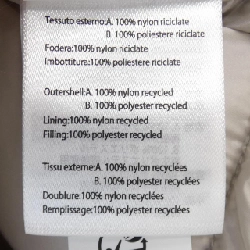 Tessuto esterno:A. 100% nylon riciclate
B. 100% poliestere riciclate
Fodera:100% nylon riciclate
Imbottitura:100% poliestere riciclate
Outershell:A. 100% nylon recycled
B. 100% polyester recycled
Lining:100% nylon recycled
Filling:100% polyester recycled
Tissu externe:A. 100% nylon recyclées
B. 100% polyester recyclées
Doublure:100% nylon recyclées
Remplissage:100% polyester recyclées